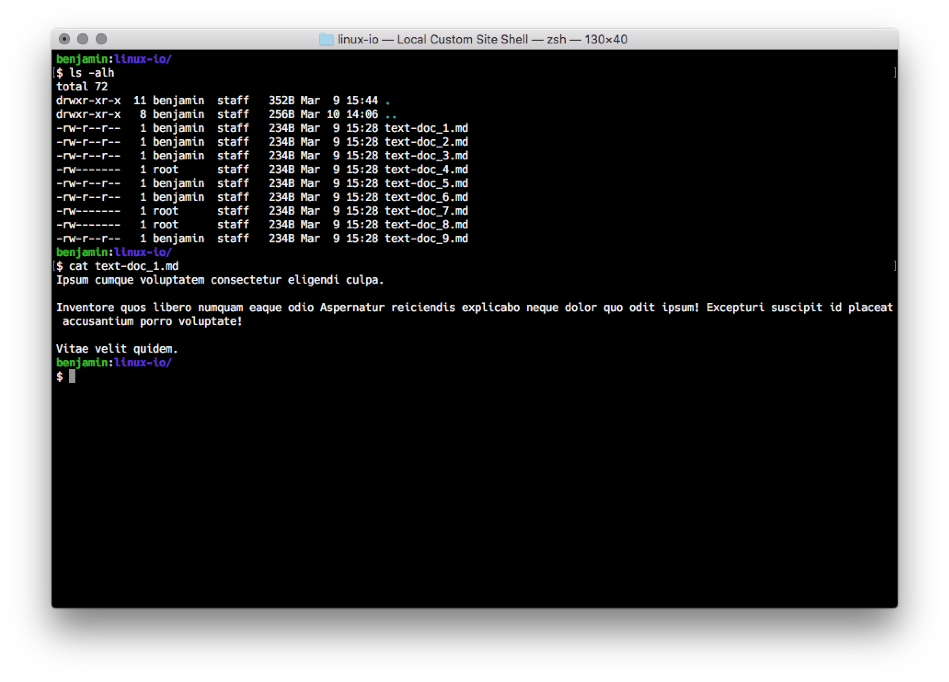 linux-io — Local Custom Site Shell — zsh — 130×40
benjamin:linux-io/
[$ ls -alh ]
total 72
drwxr-xr-x  11 benjamin  staff   352B Mar  9 15:44 .
drwxr-xr-x   8 benjamin  staff   256B Mar 10 14:06 ..
-rw-r--r--   1 benjamin  staff   234B Mar  9 15:28 text-doc_1.md
-rw-r--r--   1 benjamin  staff   234B Mar  9 15:28 text-doc_2.md
-rw-r--r--   1 benjamin  staff   234B Mar  9 15:28 text-doc_3.md
-rw-------   1 root      staff   234B Mar  9 15:28 text-doc_4.md
-rw-r--r--   1 benjamin  staff   234B Mar  9 15:28 text-doc_5.md
-rw-r--r--   1 benjamin  staff   234B Mar  9 15:28 text-doc_6.md
-rw-------   1 root      staff   234B Mar  9 15:28 text-doc_7.md
-rw-------   1 root      staff   234B Mar  9 15:28 text-doc_8.md
-rw-r--r--   1 benjamin  staff   234B Mar  9 15:28 text-doc_9.md
benjamin:linux-io/
[$ cat text-doc_1.md ]
Ipsum cumque voluptatem consectetur eligendi culpa.
Inventore quos libero numquam eaque odio Aspernatur reiciendis explicabo neque dolor quo odit ipsum! Excepturi suscipit id placeat
accusantium porro voluptate!
Vitae velit quidem.
benjamin:linux-io/
$